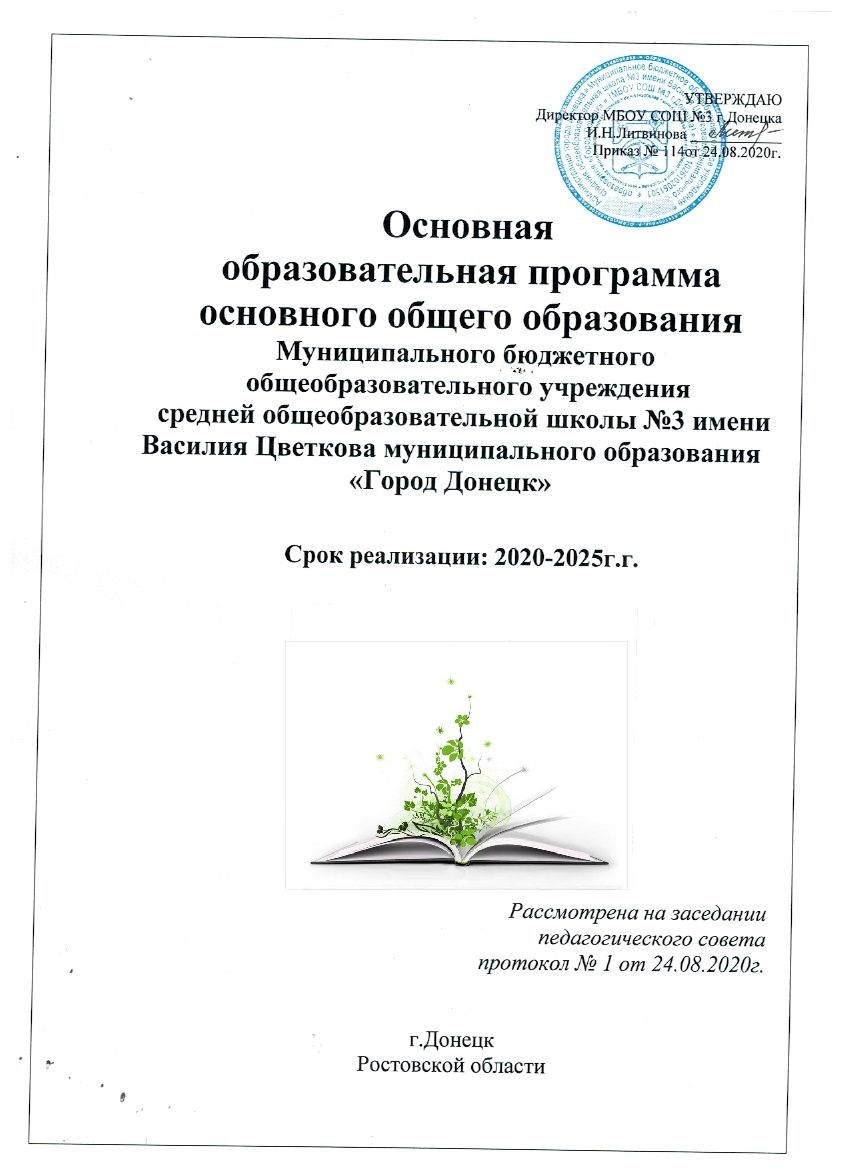 УТВЕРЖДАЮ
Директор МБОУ СОШ №3 г.Донецка
И.Н.Литвинова
Приказ № 114от 24.08.2020г.
Основная
образовательная программа
основного общего образования
Муниципального бюджетного
общеобразовательного учреждения
средней общеобразовательной школы №3 имени
Василия Цветкова муниципального образования
«Город Донецк»
Срок реализации: 2020-2025г.г.
Рассмотрена на заседании
педагогического совета
протокол № 1 от 24.08.2020г.
г.Донецк
Ростовской области